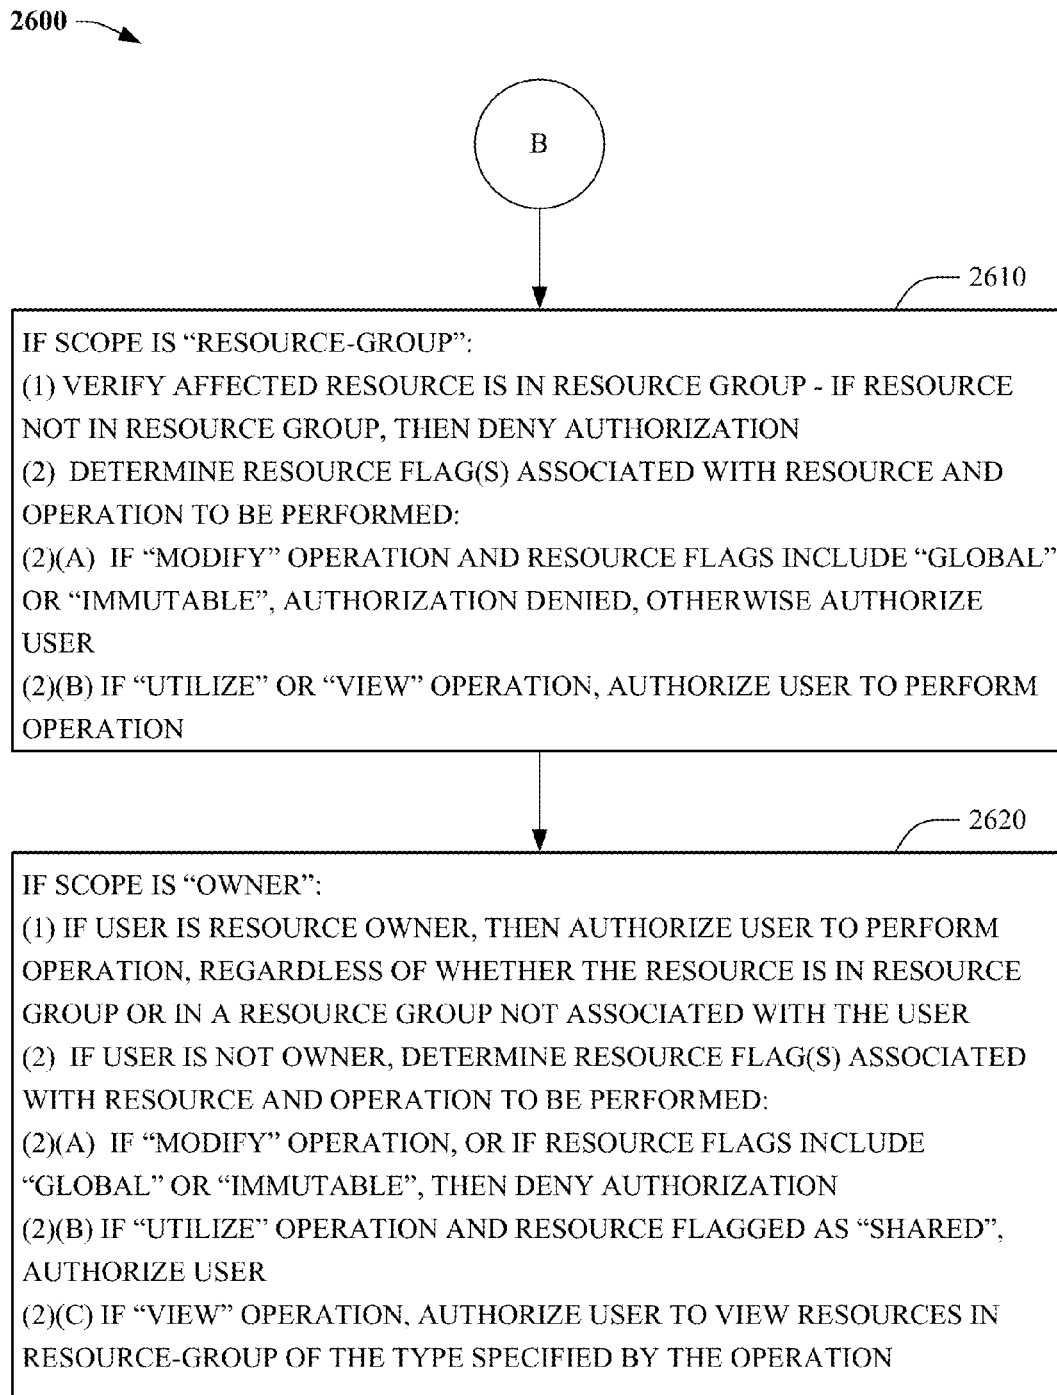 2600
B
2610
IF SCOPE IS “RESOURCE-GROUP”:
(1) VERIFY AFFECTED RESOURCE IS IN RESOURCE GROUP - IF RESOURCE
NOT IN RESOURCE GROUP, THEN DENY AUTHORIZATION
(2) DETERMINE RESOURCE FLAG(S) ASSOCIATED WITH RESOURCE AND
OPERATION TO BE PERFORMED:
(2)(A) IF “MODIFY” OPERATION AND RESOURCE FLAGS INCLUDE “GLOBAL”
OR “IMMUTABLE”, AUTHORIZATION DENIED, OTHERWISE AUTHORIZE
USER
(2)(B) IF “UTILIZE” OR “VIEW” OPERATION, AUTHORIZE USER TO PERFORM
OPERATION
2620
IF SCOPE IS “OWNER”:
(1) IF USER IS RESOURCE OWNER, THEN AUTHORIZE USER TO PERFORM
OPERATION, REGARDLESS OF WHETHER THE RESOURCE IS IN RESOURCE
GROUP OR IN A RESOURCE GROUP NOT ASSOCIATED WITH THE USER
(2) IF USER IS NOT OWNER, DETERMINE RESOURCE FLAG(S) ASSOCIATED
WITH RESOURCE AND OPERATION TO BE PERFORMED:
(2)(A) IF “MODIFY” OPERATION, OR IF RESOURCE FLAGS INCLUDE
“GLOBAL” OR “IMMUTABLE”, THEN DENY AUTHORIZATION
(2)(B) IF “UTILIZE” OPERATION AND RESOURCE FLAGGED AS “SHARED”,
AUTHORIZE USER
(2)(C) IF “VIEW” OPERATION, AUTHORIZE USER TO VIEW RESOURCES IN
RESOURCE-GROUP OF THE TYPE SPECIFIED BY THE OPERATION